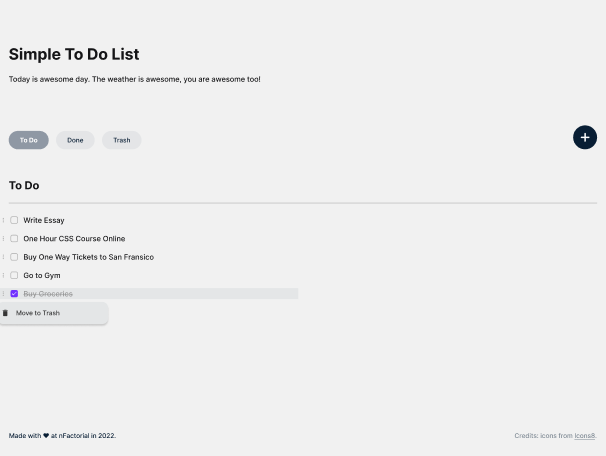 Simple To Do List
Today is awesome day. The weather is awesome, you are awesome too!
To Do
Done
Trash
To Do
Write Essay
One Hour CSS Course Online
Buy One Way Tickets to San Fransico
Go to Gym
Buy Groceries
Move to Trash
Made with ♥ at nFactorial in 2022.
Credits: icons from Icons8.